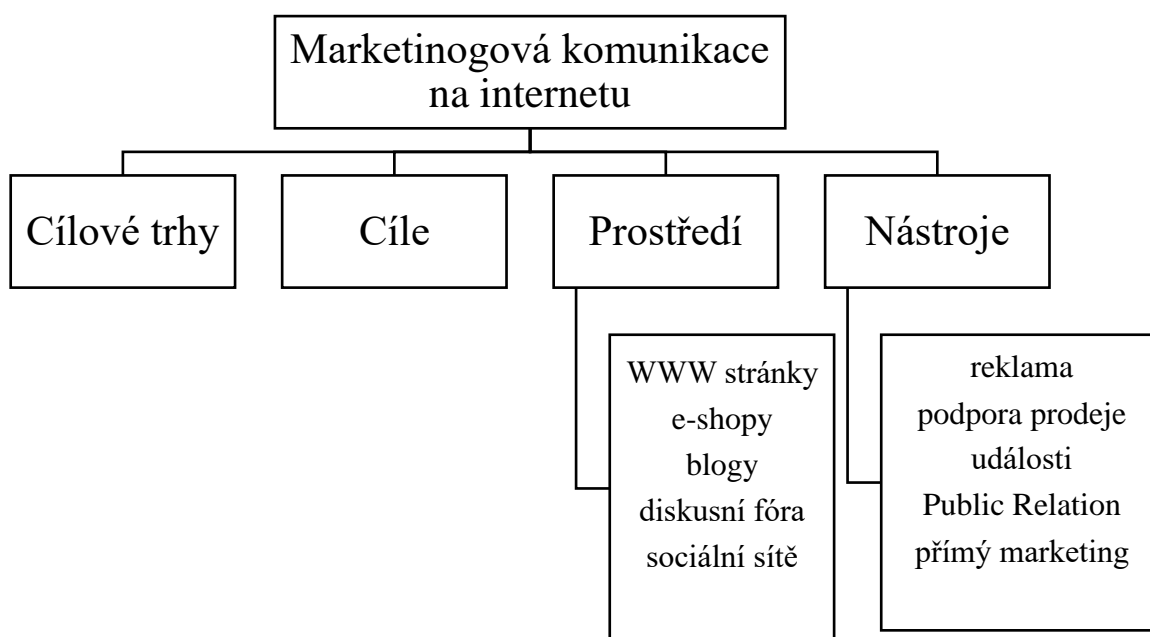 Marketinogová komunikace
na internetu
Cílové trhy
Cíle
Prostředí
Nástroje
WWW stránky
e-shopy
blogy
diskusní fóra
sociální sítě
reklama
podpora prodeje
události
Public Relation
přímý marketing